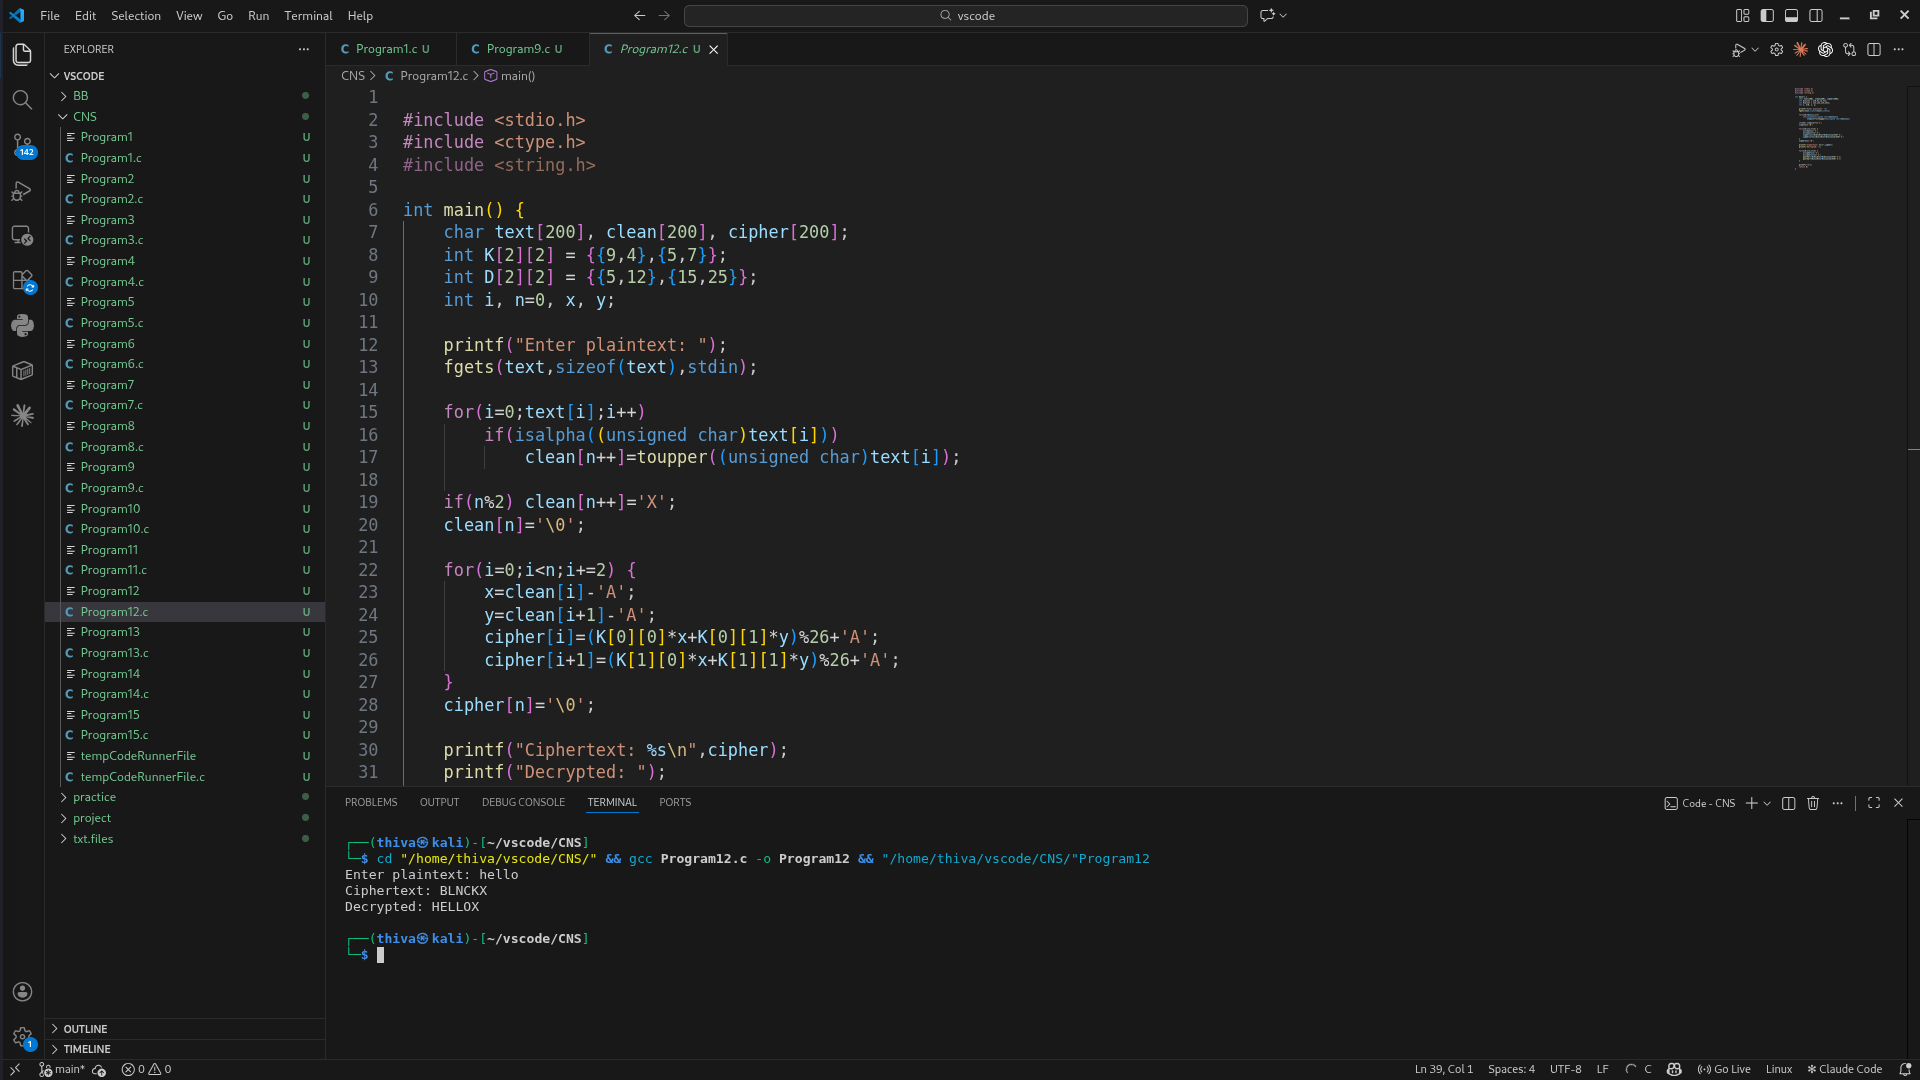 File Edit Selection View Go Run Terminal Help
vscode
EXPLORER
Program1.c U
Program9.c U
Program12.c U
CNS > C Program12.c > main()
VSCODE
BB
CNS
Program1 U
C Program1.c U
Program2 U
C Program2.c U
Program3 U
C Program3.c U
Program4 U
C Program4.c U
Program5 U
C Program5.c U
Program6 U
C Program6.c U
Program7 U
C Program7.c U
Program8 U
C Program8.c U
Program9 U
C Program9.c U
Program10 U
C Program10.c U
Program11 U
C Program11.c U
Program12 U
C Program12.c U
Program13 U
C Program13.c U
Program14 U
C Program14.c U
Program15 U
C Program15.c U
tempCodeRunnerFile U
C tempCodeRunnerFile.c U
practice
project
txt.files
OUTLINE
TIMELINE
142
1
1
2 #include <stdio.h>
3 #include <ctype.h>
4 #include <string.h>
5
6 int main() {
7 char text[200], clean[200], cipher[200];
8 int K[2][2] = {{9,4},{5,7}};
9 int D[2][2] = {{5,12},{15,25}};
10 int i, n=0, x, y;
11
12 printf("Enter plaintext: ");
13 fgets(text,sizeof(text),stdin);
14
15 for(i=0;text[i];i++)
16 if(isalpha((unsigned char)text[i]))
17 clean[n++]=toupper((unsigned char)text[i]);
18
19 if(n%2) clean[n++]='X';
20 clean[n]='\0';
21
22 for(i=0;i<n;i+=2) {
23 x=clean[i]-'A';
24 y=clean[i+1]-'A';
25 cipher[i]=(K[0][0]*x+K[0][1]*y)%26+'A';
26 cipher[i+1]=(K[1][0]*x+K[1][1]*y)%26+'A';
27 }
28 cipher[n]='\0';
29
30 printf("Ciphertext: %s\n",cipher);
31 printf("Decrypted: ");
PROBLEMS OUTPUT DEBUG CONSOLE TERMINAL PORTS
Code - CNS
┌──(thiva㉿kali)-[~/vscode/CNS]
└─$ cd "/home/thiva/vscode/CNS/" && gcc Program12.c -o Program12 && "/home/thiva/vscode/CNS/"Program12
Enter plaintext: hello
Ciphertext: BLNCKX
Decrypted: HELLOX
┌──(thiva㉿kali)-[~/vscode/CNS]
└─$
main* 0 0
Ln 39, Col 1 Spaces: 4 UTF-8 LF C Go Live Linux Claude Code